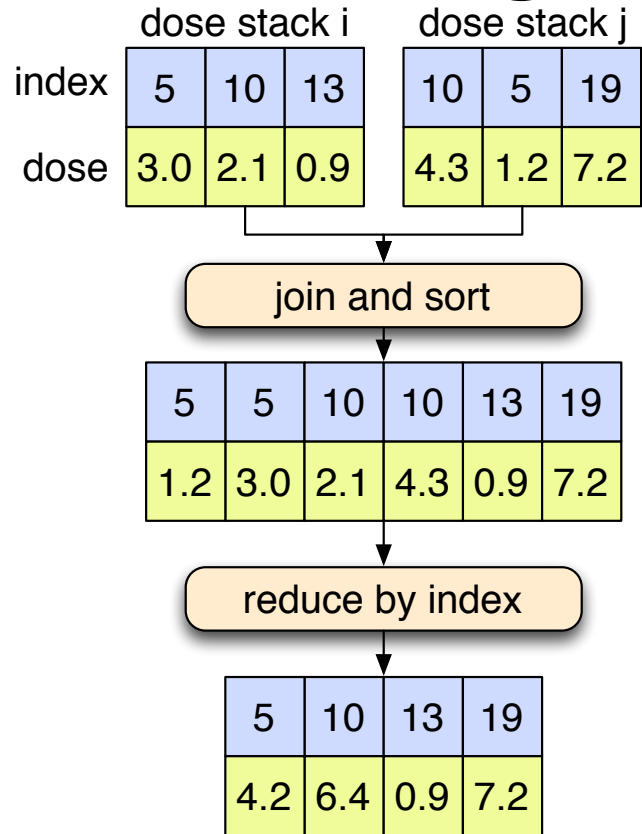 dose stack i dose stack j
index 5 10 13 10 5 19
dose 3.0 2.1 0.9 4.3 1.2 7.2
join and sort
5 5 10 10 13 19
1.2 3.0 2.1 4.3 0.9 7.2
reduce by index
5 10 13 19
4.2 6.4 0.9 7.2